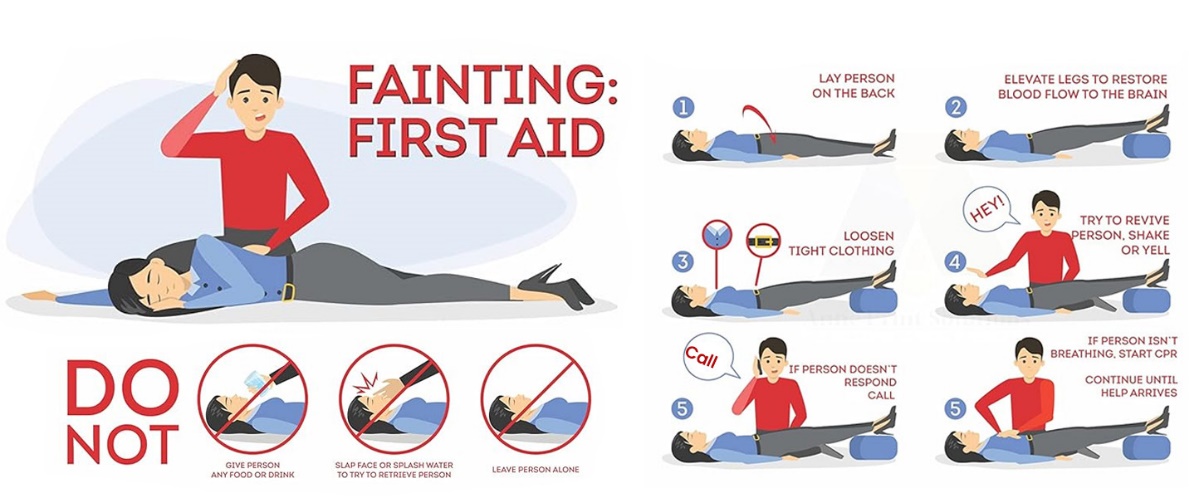 FAINTING:
FIRST AID
DO
NOT
GIVE PERSON
ANY FOOD OR DRINK
SLAP FACE OR SPLASH WATER
TO TRY TO RETRIEVE PERSON
LEAVE PERSON ALONE
1
LAY PERSON
ON THE BACK
2
ELEVATE LEGS TO RESTORE
BLOOD FLOW TO THE BRAIN
3
LOOSEN
TIGHT CLOTHING
4
HEY!
TRY TO REVIVE
PERSON, SHAKE
OR YELL
5
Call
IF PERSON DOESN'T
RESPOND
CALL
5
IF PERSON ISN'T
BREATHING, START CPR
CONTINUE UNTIL
HELP ARRIVES